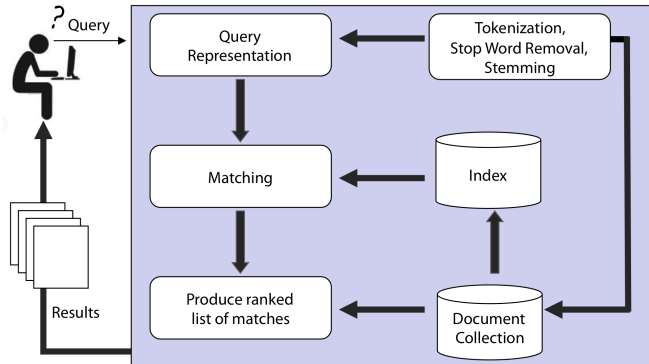 ?
Query
Query
Representation
Tokenization,
Stop Word Removal,
Stemming
Matching
Index
Produce ranked
list of matches
Document
Collection
Results